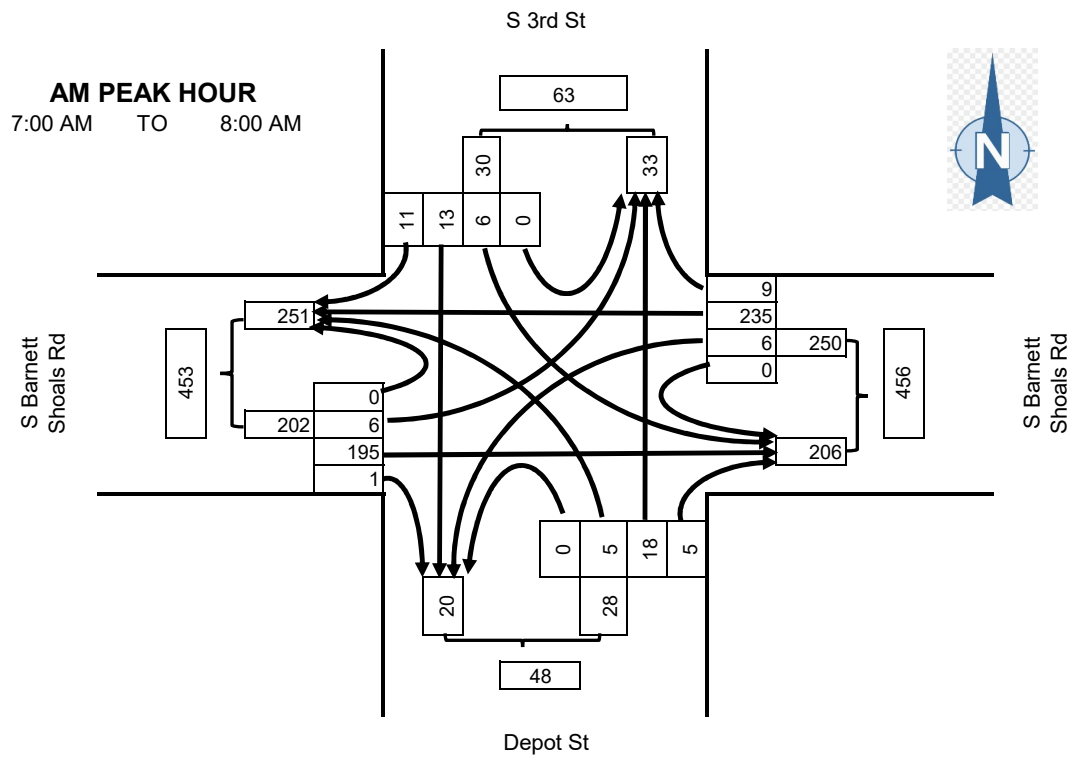 S 3rd St
AM PEAK HOUR
7:00 AM TO 8:00 AM
63
N
30
33
11 13 6 0
9
251
235
6 250
0
S Barnett
Shoals Rd
453
456
S Barnett
Shoals Rd
0
202 6
195
1
206
0 5 18 5
20
28
48
Depot St